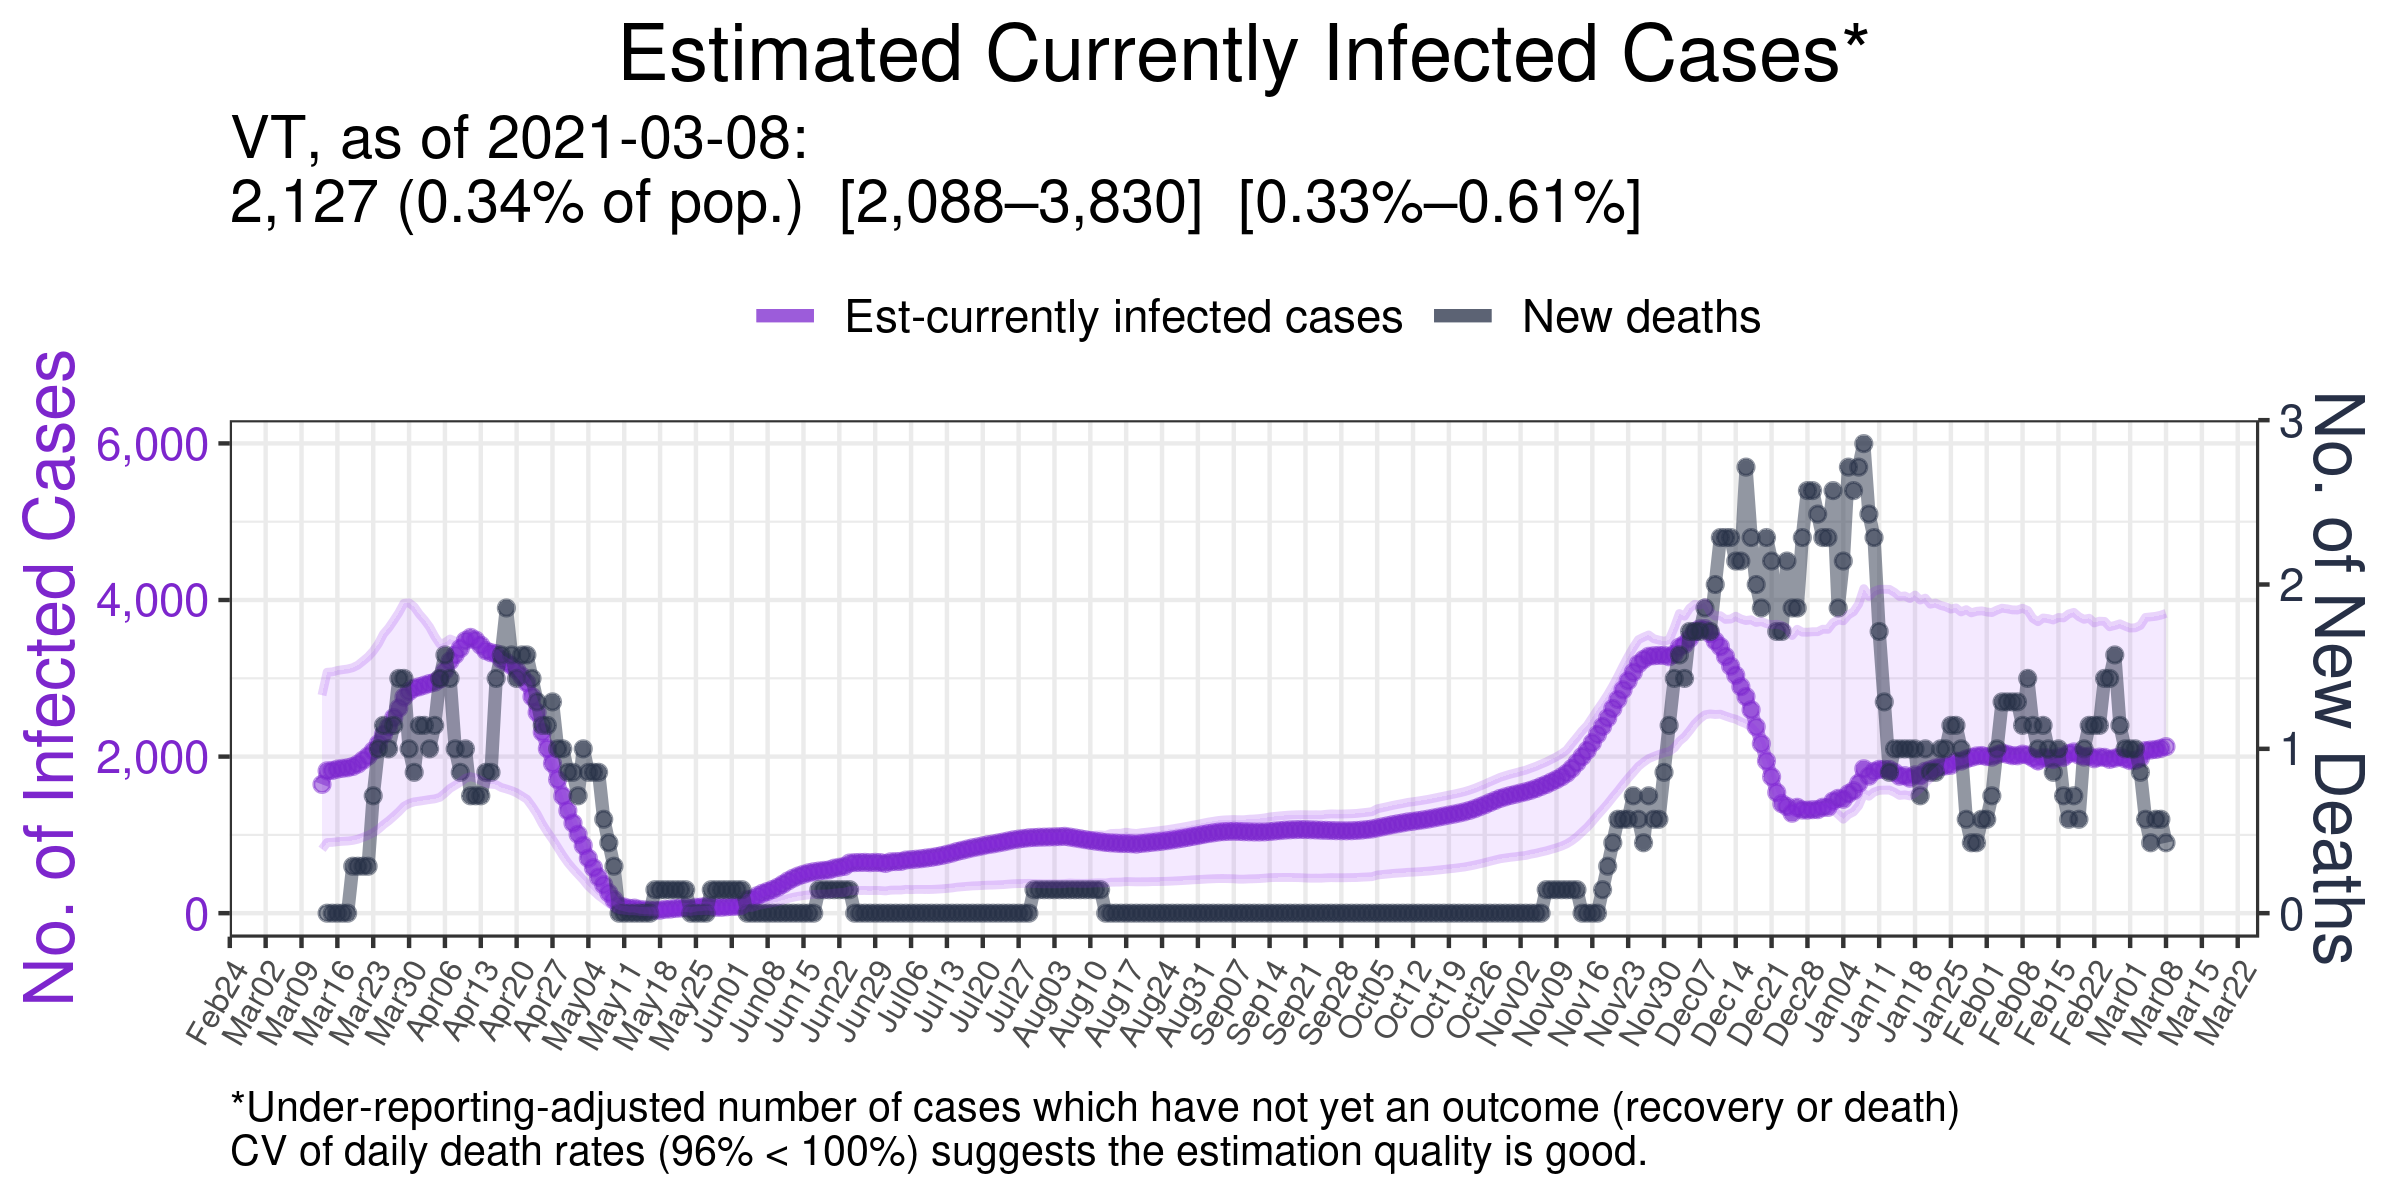 Estimated Currently Infected Cases*
VT, as of 2021-03-08:
2,127 (0.34% of pop.)  [2,088–3,830]  [0.33%–0.61%]
Est-currently infected cases
New deaths
No. of Infected Cases
6,000
4,000
2,000
0
3
2
1
0
No. of New Deaths
Feb24
Mar02
Mar09
Mar16
Mar23
Mar30
Apr06
Apr13
Apr20
Apr27
May04
May11
May18
May25
Jun01
Jun08
Jun15
Jun22
Jun29
Jul06
Jul13
Jul20
Jul27
Aug03
Aug10
Aug17
Aug24
Aug31
Sep07
Sep14
Sep21
Sep28
Oct05
Oct12
Oct19
Oct26
Nov02
Nov09
Nov16
Nov23
Nov30
Dec07
Dec14
Dec21
Dec28
Jan04
Jan11
Jan18
Jan25
Feb01
Feb08
Feb15
Feb22
Mar01
Mar08
Mar15
Mar22
*Under-reporting-adjusted number of cases which have not yet an outcome (recovery or death)
CV of daily death rates (96% < 100%) suggests the estimation quality is good.